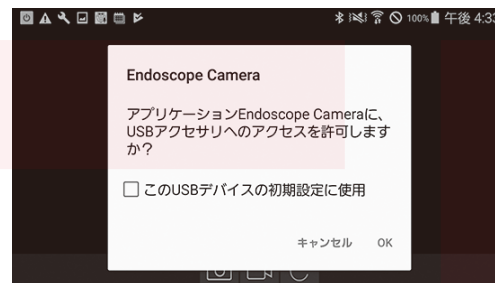 100% 午後 4:33
Endoscope Camera
アプリケーションEndoscope Cameraに、
USBアクセサリへのアクセスを許可します
か？
このUSBデバイスの初期設定に使用
キャンセル OK